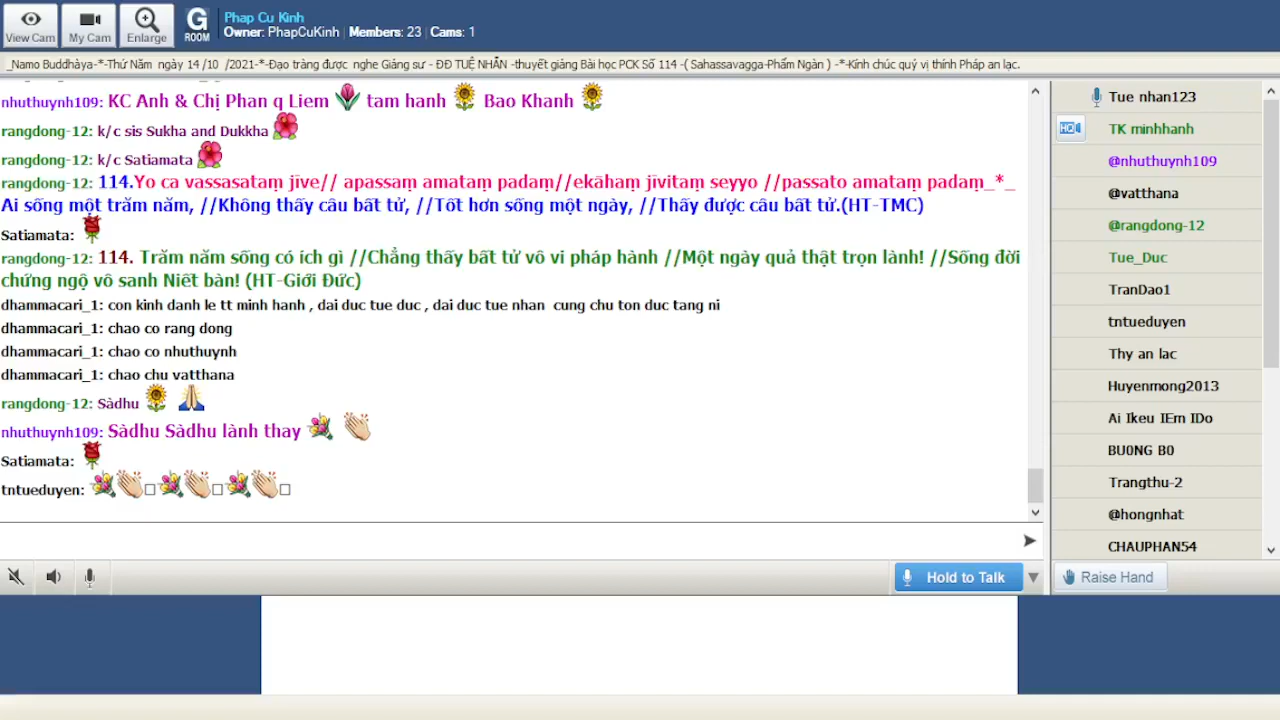 View Cam
My Cam
Enlarge
G
ROOM
Phap Cu Kinh
Owner: PhapCuKinh | Members: 23 | Cams: 1
_Namo Buddhàya-*-Thứ Năm ngày 14 /10 /2021-*-Đạo tràng được nghe Giảng sư - ĐĐ TUỆ NHẪN -thuyết giảng Bài học PCK Số 114 -( Sahassavagga-Phẩm Ngàn ) -*-Kính chúc quý vị thính Pháp an lạc.
nhuthuynh109: KC Anh & Chị Phan q Liem 🌷 tam hanh 🌻 Bao Khanh 🌻
rangdong-12: k/c sis Sukha and Dukkha 🌺
rangdong-12: k/c Satiamata 🌺
rangdong-12: 114.Yo ca vassasataṃ jīve// apassaṃ amataṃ padaṃ//ekāhaṃ jīvitaṃ seyyo //passato amataṃ padaṃ_*_
Ai sống một trăm năm, //Không thấy câu bất tử, //Tốt hơn sống một ngày, //Thấy được câu bất tử.(HT-TMC)
Satiamata: 🌹
rangdong-12: 114. Trăm năm sống có ích gì //Chẳng thấy bất tử vô vi pháp hành //Một ngày quả thật trọn lành! //Sống đời
chứng ngộ vô sanh Niết bàn! (HT-Giới Đức)
dhammacari_1: con kinh danh le tt minh hanh , dai duc tue duc , dai duc tue nhan cung chu ton duc tang ni
dhammacari_1: chao co rang dong
dhammacari_1: chao co nhuthuynh
dhammacari_1: chao chu vatthana
rangdong-12: Sàdhu 🌻 🙏
nhuthuynh109: Sàdhu Sàdhu lành thay 💐 👏
Satiamata: 🌹
tntueduyen: 💐👏□💐👏□💐👏□
Hold to Talk
Tue nhan123
HD
TK minhhanh
@nhuthuynh109
@vatthana
@rangdong-12
Tue_Duc
TranDao1
tntueduyen
Thy an lac
Huyenmong2013
Ai Ikeu IEm IDo
BU0NG B0
Trangthu-2
@hongnhat
CHAUPHAN54
Raise Hand